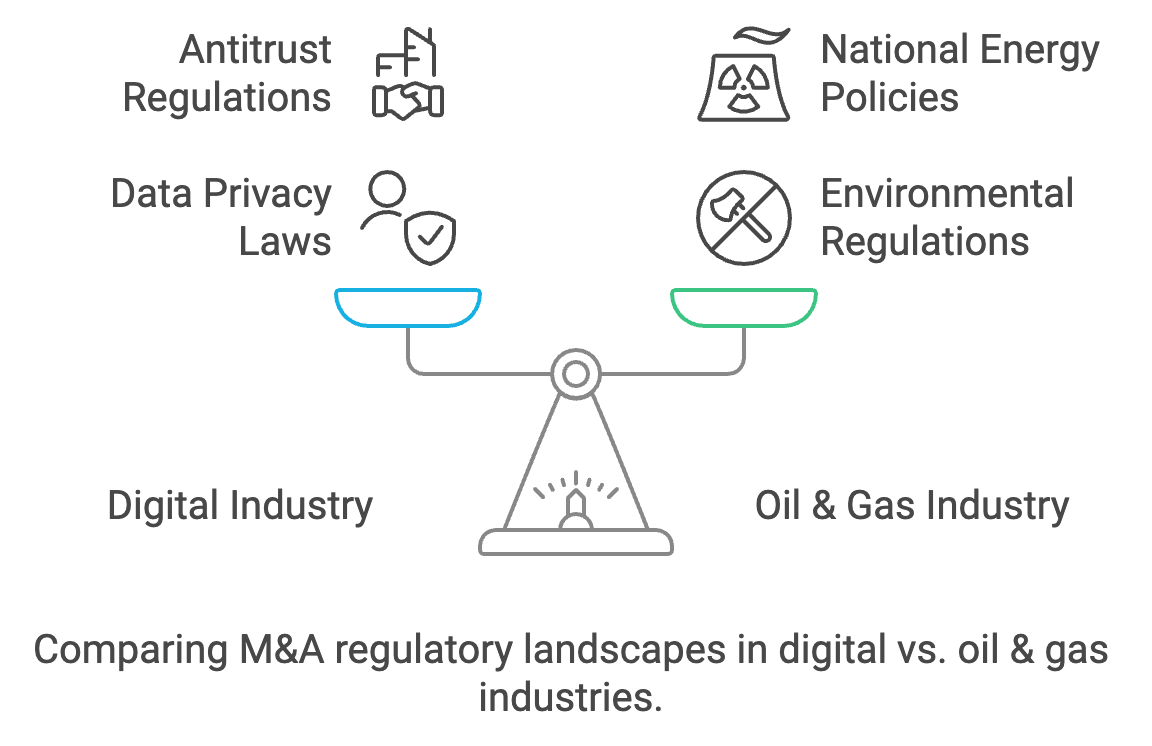 Antitrust
Regulations
National Energy
Policies
Data Privacy
Laws
Environmental
Regulations
Digital Industry
Oil & Gas Industry
Comparing M&A regulatory landscapes in digital vs. oil & gas
industries.